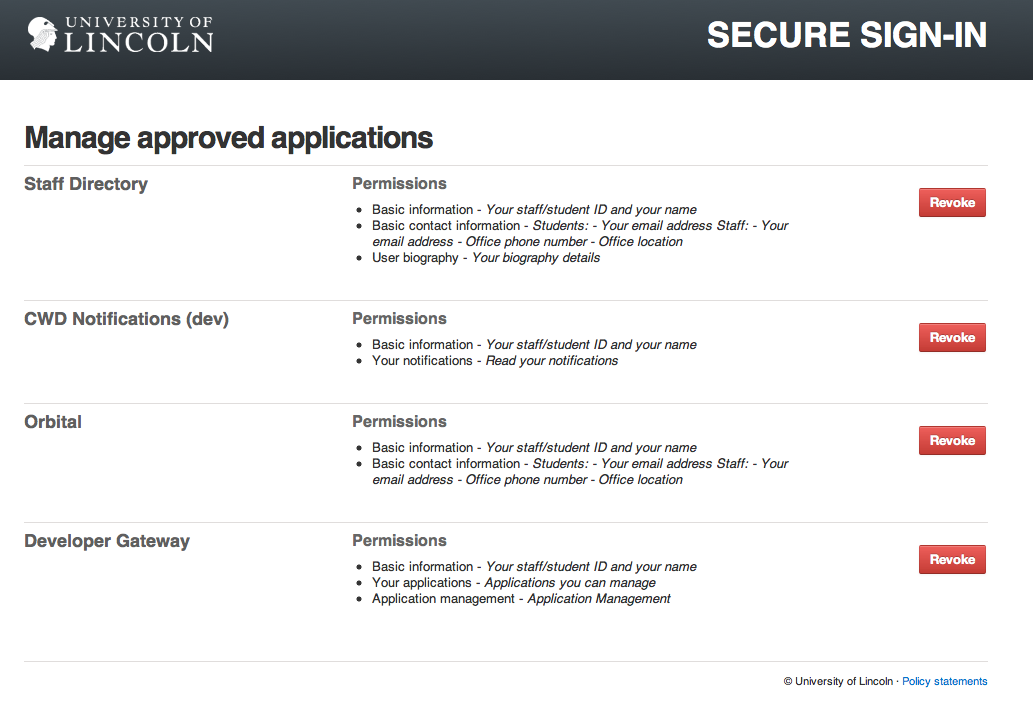 UNIVERSITY OF
LINCOLN
SECURE SIGN-IN
Manage approved applications
Staff Directory
Permissions
Revoke
• Basic information - Your staff/student ID and your name
• Basic contact information - Students: - Your email address Staff: - Your
email address - Office phone number - Office location
• User biography - Your biography details
CWD Notifications (dev)
Permissions
Revoke
• Basic information - Your staff/student ID and your name
• Your notifications - Read your notifications
Orbital
Permissions
Revoke
• Basic information - Your staff/student ID and your name
• Basic contact information - Students: - Your email address Staff: - Your
email address - Office phone number - Office location
Developer Gateway
Permissions
Revoke
• Basic information - Your staff/student ID and your name
• Your applications - Applications you can manage
• Application management - Application Management
© University of Lincoln · Policy statements